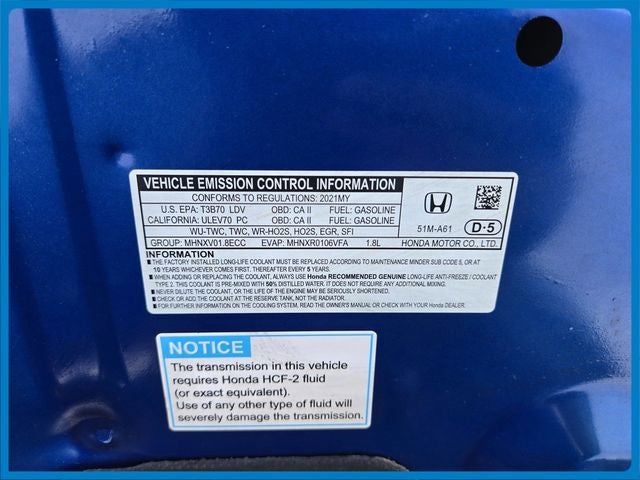 VEHICLE EMISSION CONTROL INFORMATION
CONFORMS TO REGULATIONS: 2021MY
U.S. EPA: T3B70 LDV OBD: CA II FUEL: GASOLINE
CALIFORNIA: ULEV70 PC OBD: CA II FUEL: GASOLINE
WU-TWC, TWC, WR-HO2S, HO2S, EGR, SFI
GROUP: MHNXV01.8ECC EVAP: MHNXR0106VFA 1.8L
HONDA
51M-A61 D-5
HONDA MOTOR CO., LTD.
INFORMATION
■ THE FACTORY INSTALLED LONG-LIFE COOLANT MUST BE REPLACED ACCORDING TO MAINTENANCE MINDER SUB CODE 5, OR AT
10 YEARS WHICHEVER COMES FIRST. THEREAFTER EVERY 5 YEARS.
■ WHEN ADDING OR REPLACING THE COOLANT, ALWAYS USE Honda RECOMMENDED GENUINE LONG-LIFE ANTI-FREEZE / COOLANT
TYPE 2. THIS COOLANT IS PRE-MIXED WITH 50% DISTILLED WATER. IT DOES NOT REQUIRE ANY ADDITIONAL MIXING.
■ NEVER DILUTE THE COOLANT, OR THE LIFE OF THE ENGINE MAY BE SERIOUSLY SHORTENED.
■ CHECK OR ADD THE COOLANT AT THE RESERVE TANK, NOT THE RADIATOR.
■ FOR FURTHER INFORMATION ON THE COOLING SYSTEM, READ THE OWNER'S MANUAL OR CHECK WITH YOUR Honda DEALER.
NOTICE
The transmission in this vehicle
requires Honda HCF-2 fluid
(or exact equivalent).
Use of any other type of fluid will
severely damage the transmission.